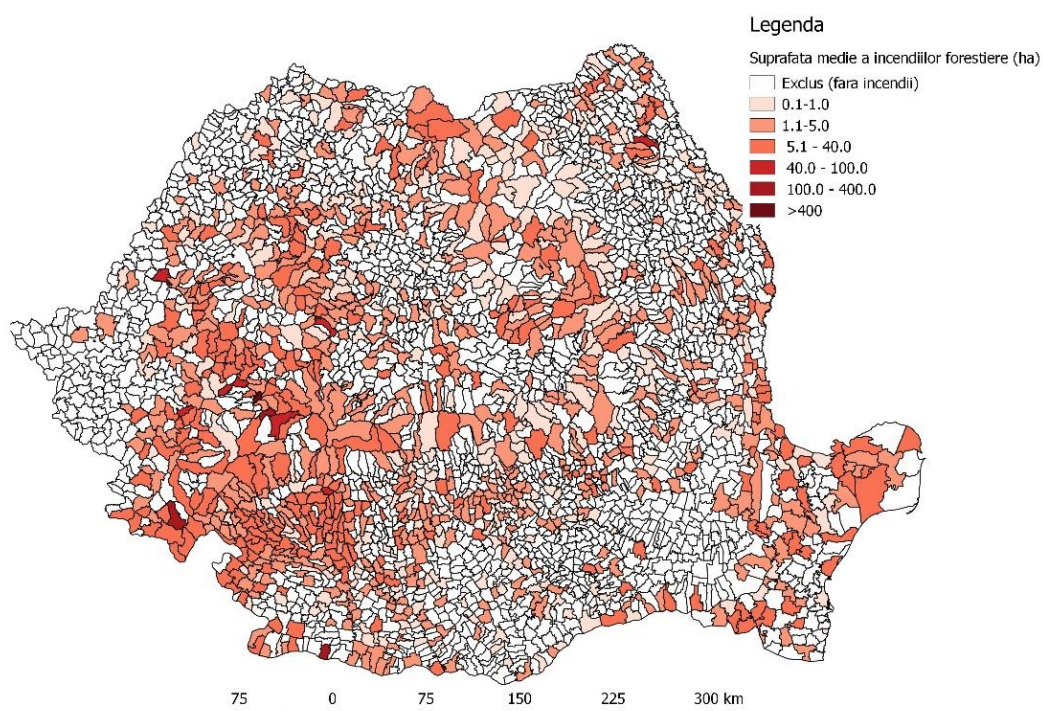 Legenda
Suprafata medie a incendiilor forestiere (ha)
Exclus (fara incendii)
0.1-1.0
1.1-5.0
5.1 - 40.0
40.0 - 100.0
100.0 - 400.0
>400
75 0 75 150 225 300 km